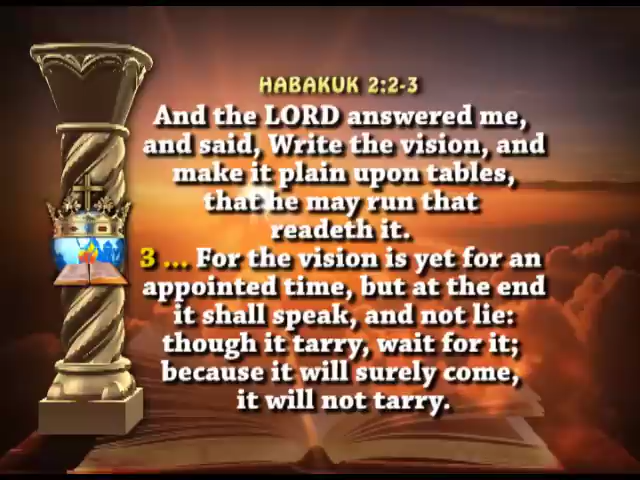 HABAKUK 2:2-3
And the LORD answered me,
and said, Write the vision, and
make it plain upon tables,
that he may run that
readeth it.
3 ... For the vision is yet for an
appointed time, but at the end
it shall speak, and not lie:
though it tarry, wait for it;
because it will surely come,
it will not tarry.